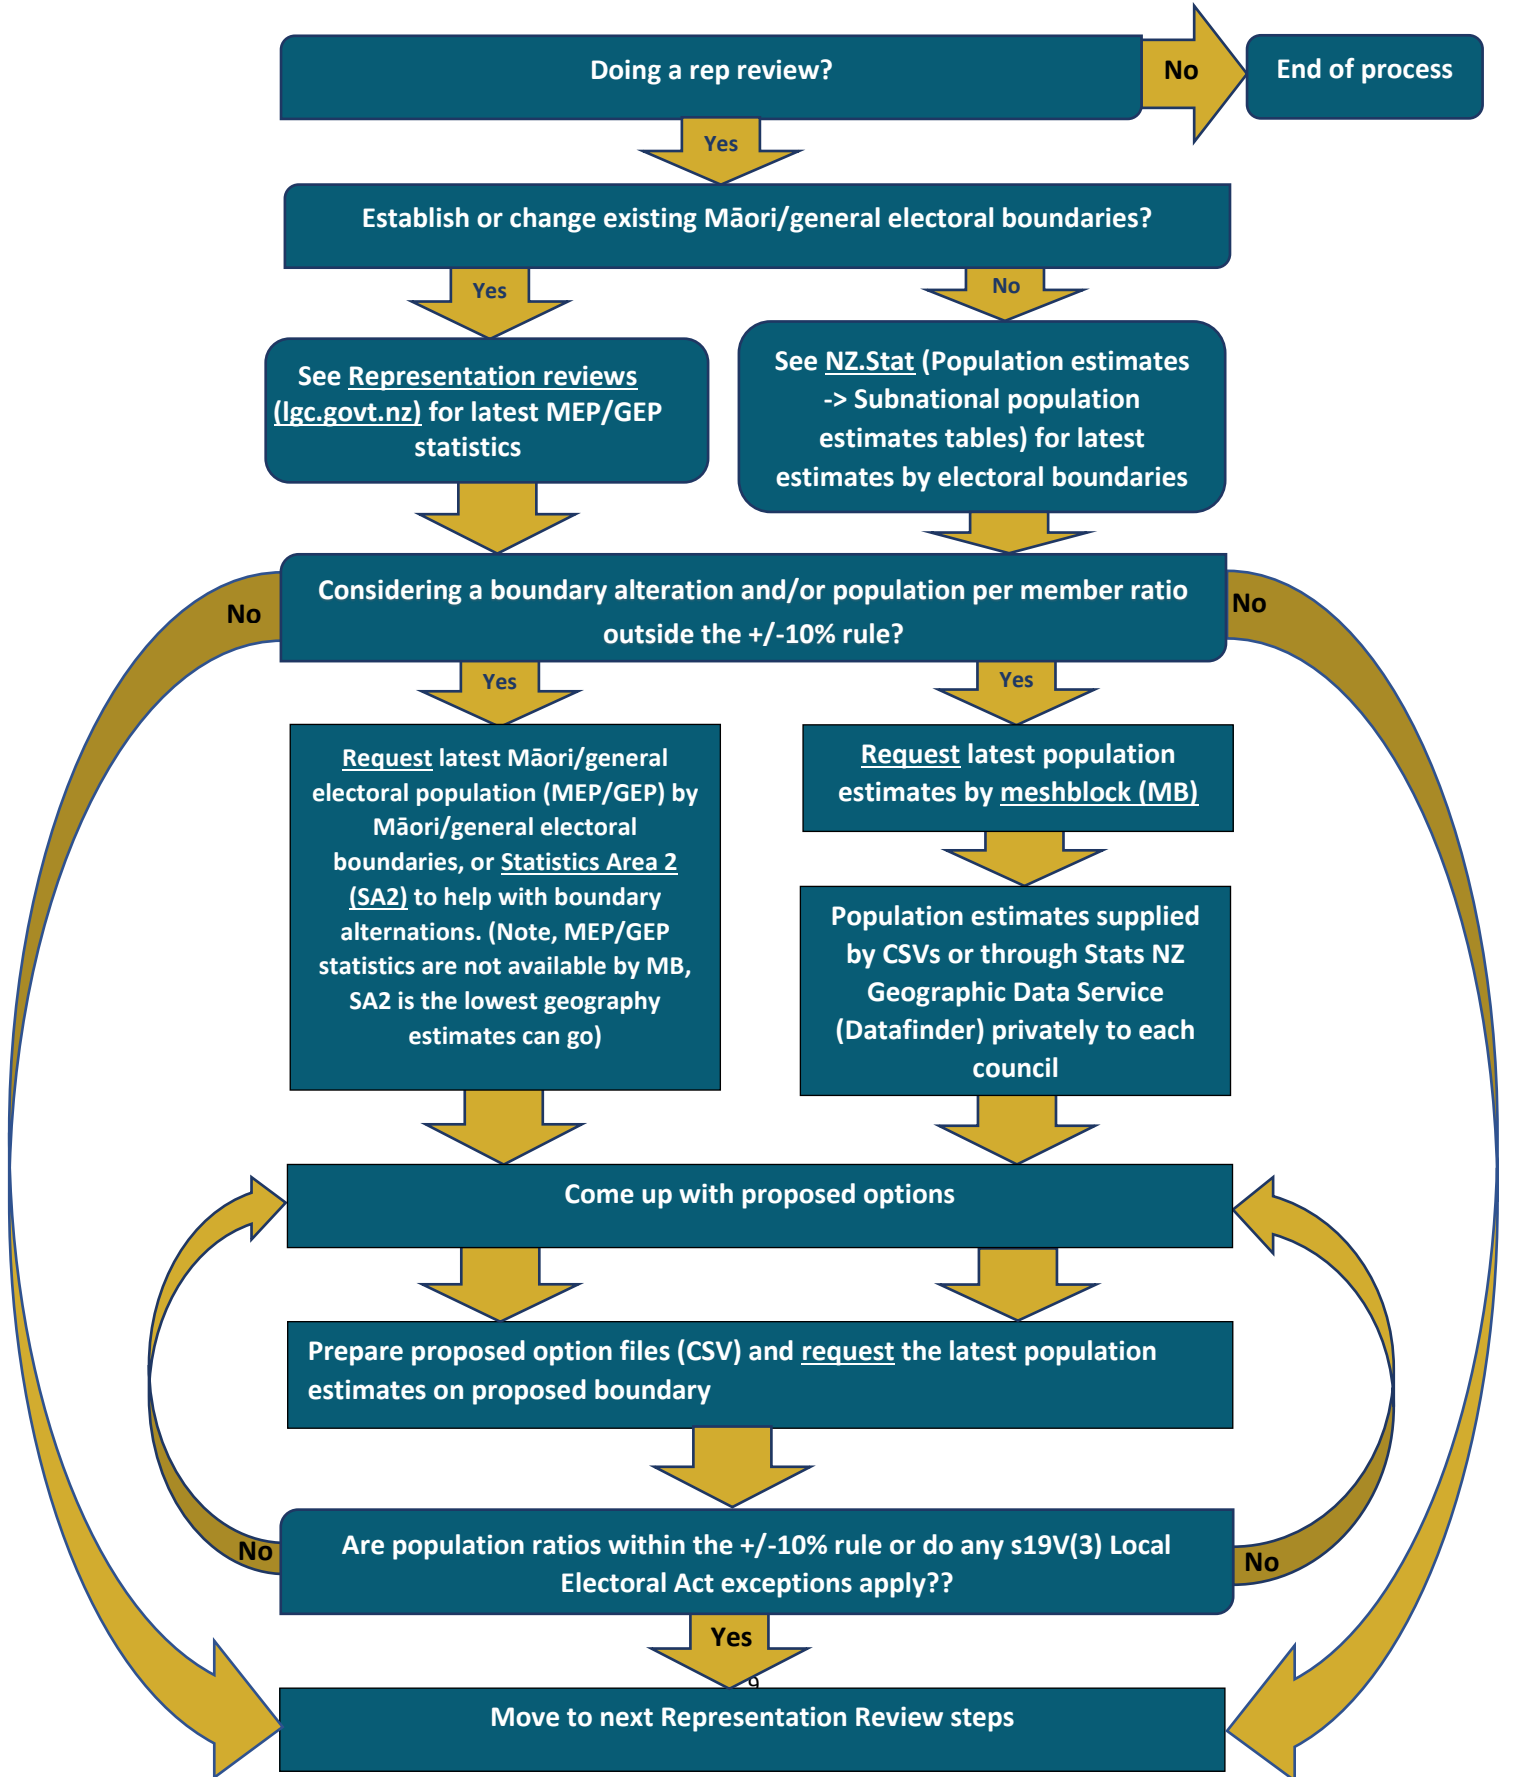 Doing a rep review?
No
End of process
Yes
Establish or change existing Māori/general electoral boundaries?
Yes
No
See Representation reviews
(lgc.govt.nz) for latest MEP/GEP
statistics
See NZ.Stat (Population estimates
-> Subnational population
estimates tables) for latest
estimates by electoral boundaries
Considering a boundary alteration and/or population per member ratio
outside the +/-10% rule?
No
No
Yes
Yes
Request latest Māori/general
electoral population (MEP/GEP) by
Māori/general electoral
boundaries, or Statistics Area 2
(SA2) to help with boundary
alternations. (Note, MEP/GEP
statistics are not available by MB,
SA2 is the lowest geography
estimates can go)
Request latest population
estimates by meshblock (MB)
Population estimates supplied
by CSVs or through Stats NZ
Geographic Data Service
(Datafinder) privately to each
council
Come up with proposed options
Prepare proposed option files (CSV) and request the latest population
estimates on proposed boundary
No
Are population ratios within the +/-10% rule or do any s19V(3) Local
Electoral Act exceptions apply??
No
Yes
9
Move to next Representation Review steps